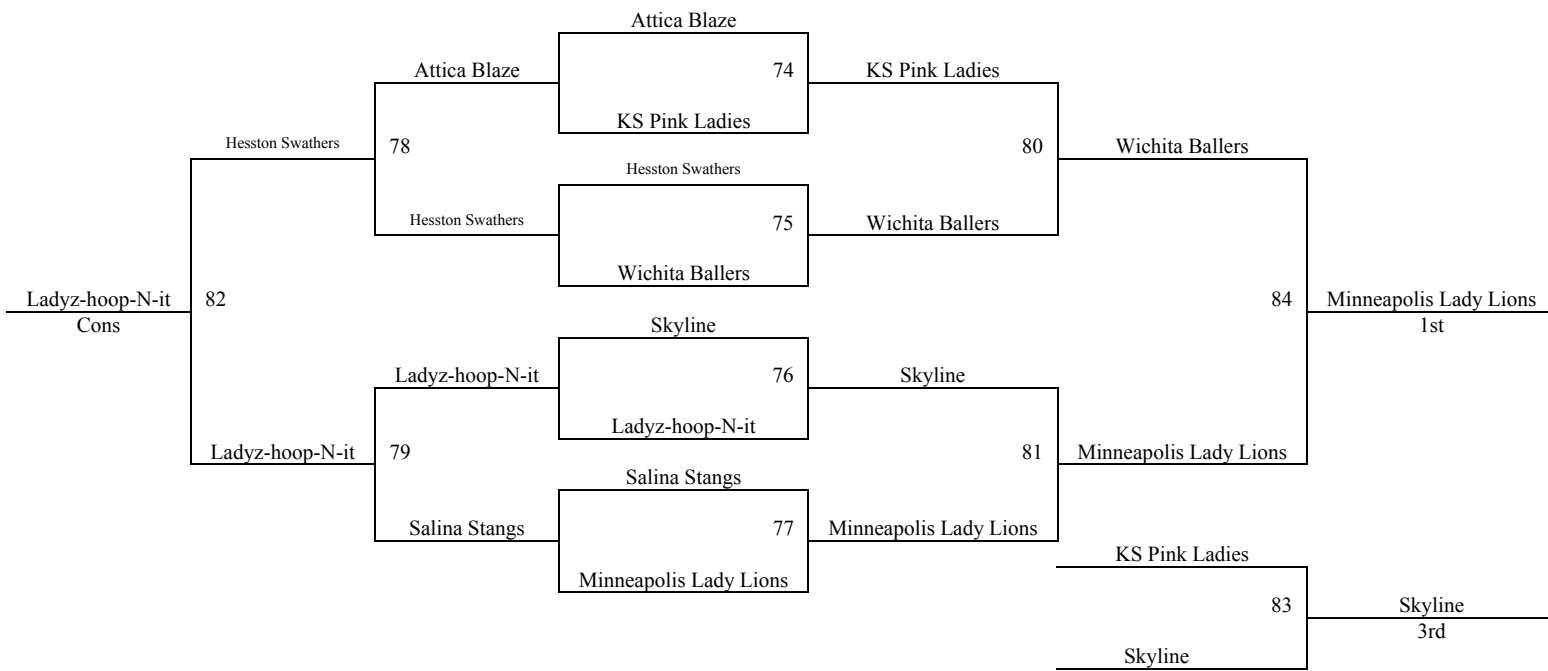 Attica Blaze
Attica Blaze 74 KS Pink Ladies
KS Pink Ladies
Hesston Swathers 78 80 Wichita Ballers
Hesston Swathers
Hesston Swathers 75 Wichita Ballers
Wichita Ballers
Ladyz-hoop-N-it 82 84 Minneapolis Lady Lions
Cons 1st
Skyline
Ladyz-hoop-N-it 76 Skyline
Ladyz-hoop-N-it
Ladyz-hoop-N-it 79 81 Minneapolis Lady Lions
Salina Stangs
Salina Stangs 77 Minneapolis Lady Lions
KS Pink Ladies
Minneapolis Lady Lions
83 Skyline
3rd
Skyline